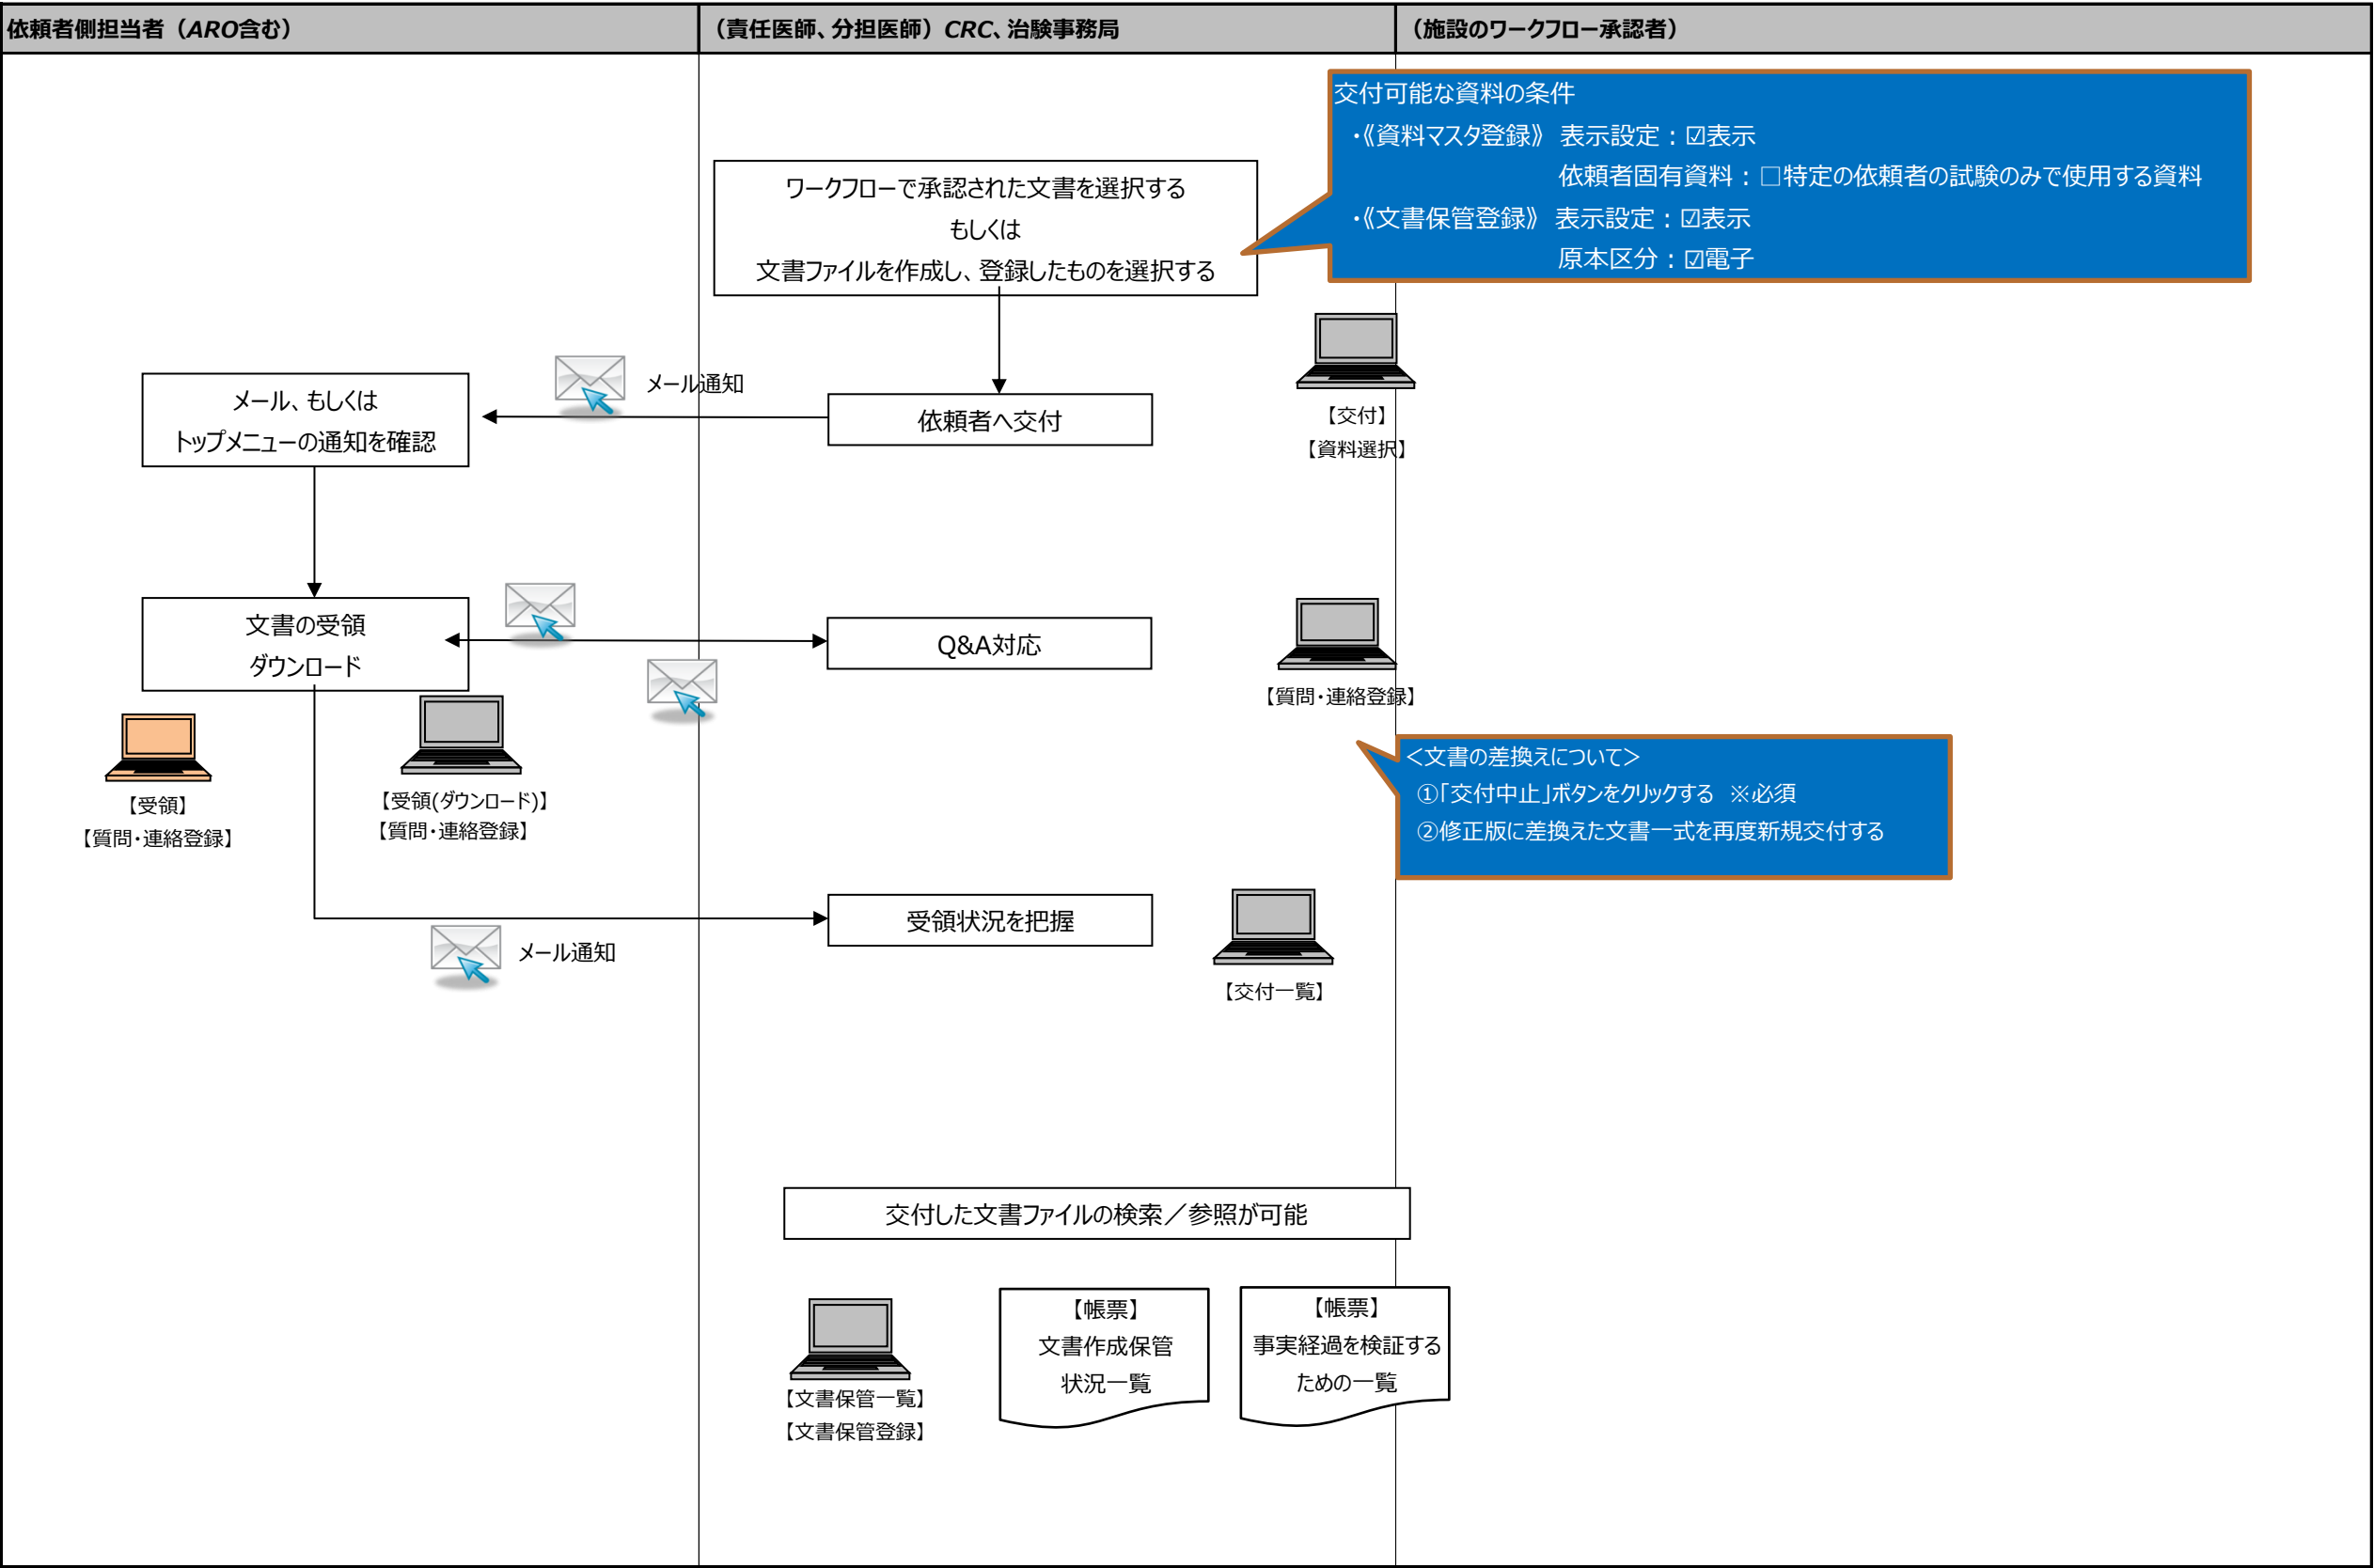 依頼者側担当者（ARO含む）
（責任医師、分担医師）CRC、治験事務局
（施設のワークフロー承認者）
交付可能な資料の条件
・《資料マスタ登録》 表示設定：☑表示
依頼者固有資料：□特定の依頼者の試験のみで使用する資料
・《文書保管登録》 表示設定：☑表示
原本区分：☑電子
ワークフローで承認された文書を選択する
もしくは
文書ファイルを作成し、登録したものを選択する
メール通知
メール、もしくは
トップメニューの通知を確認
依頼者へ交付
【交付】
【資料選択】
文書の受領
ダウンロード
Q&A対応
【質問・連絡登録】
【受領】
【質問・連絡登録】
【受領(ダウンロード)】
【質問・連絡登録】
＜文書の差換えについて＞
①「交付中止」ボタンをクリックする ※必須
②修正版に差換えた文書一式を再度新規交付する
受領状況を把握
メール通知
【交付一覧】
交付した文書ファイルの検索／参照が可能
【文書保管一覧】
【文書保管登録】
【帳票】
文書作成保管
状況一覧
【帳票】
事実経過を検証する
ための一覧